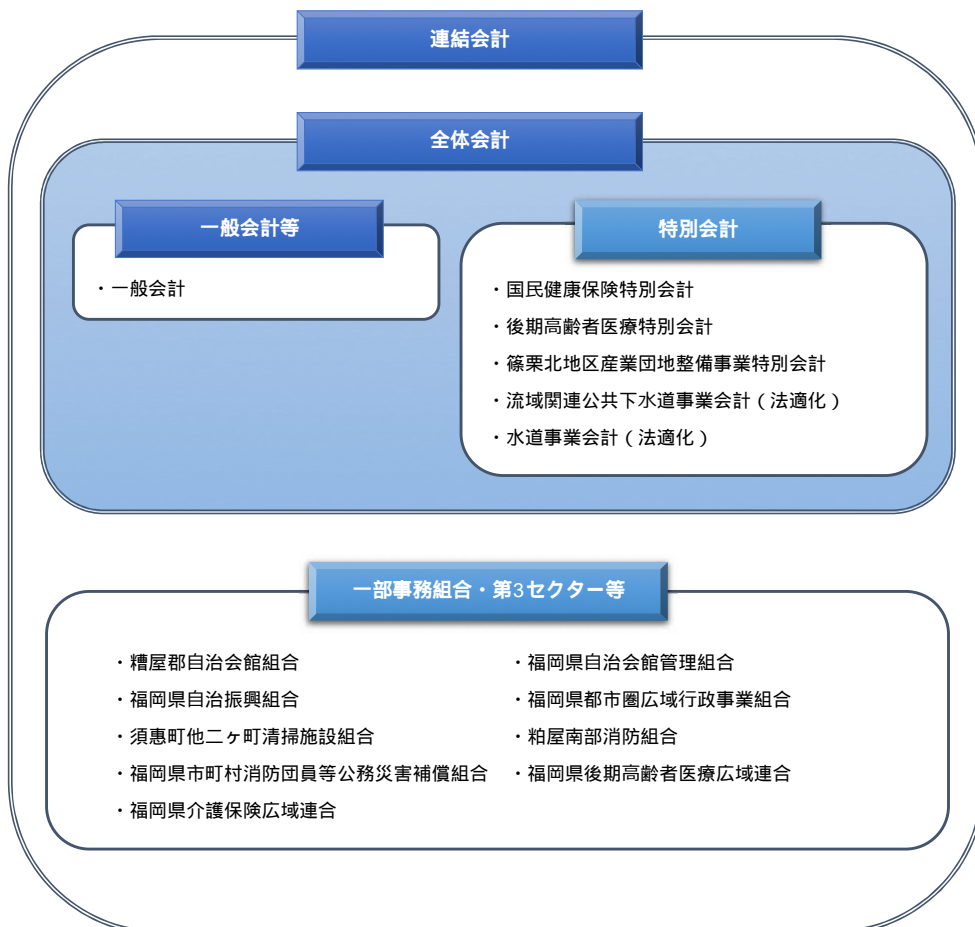 連結会計
全体会計
一般会計等
・一般会計
特別会計
・国民健康保険特別会計
・後期高齢者医療特別会計
・篠栗北地区産業団地整備事業特別会計
・流域関連公共下水道事業会計(法適化)
・水道事業会計(法適化)
一部事務組合・第3セクター等
・糟屋郡自治会館組合
・福岡県自治振興組合
・須惠町他二ヶ町清掃施設組合
・福岡県市町村消防団員等公務災害補償組合
・福岡県介護保険広域連合
・福岡県自治会館管理組合
・福岡県都市圏広域行政事業組合
・粕屋南部消防組合
・福岡県後期高齢者医療広域連合